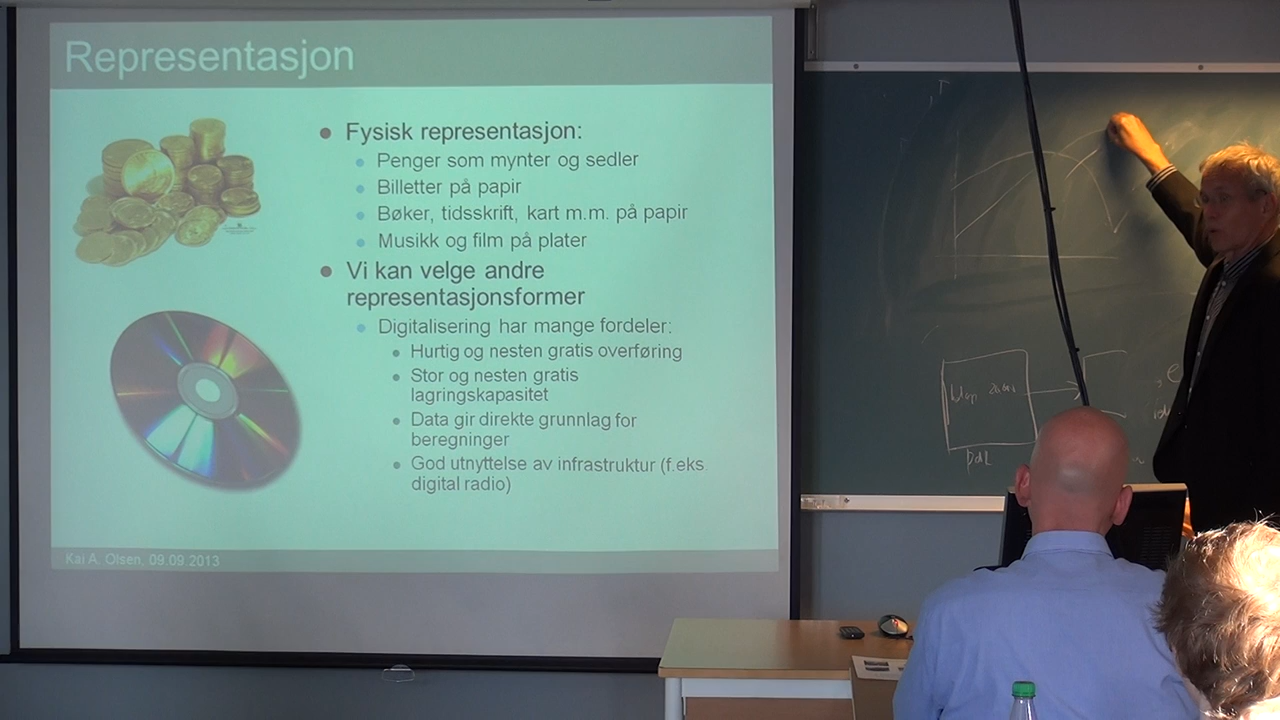 Representasjon
Fysisk representasjon:
Penger som mynter og sedler
Billetter på papir
Bøker, tidsskrift, kart m.m. på papir
Musikk og film på plater
Vi kan velge andre
representasjonsformer
Digitalisering har mange fordeler:
Hurtig og nesten gratis overføring
Stor og nesten gratis
lagringskapasitet
Data gir direkte grunnlag for
beregninger
God utnyttelse av infrastruktur (f.eks
digital radio)
Kai A. Olsen, 09.09.2013